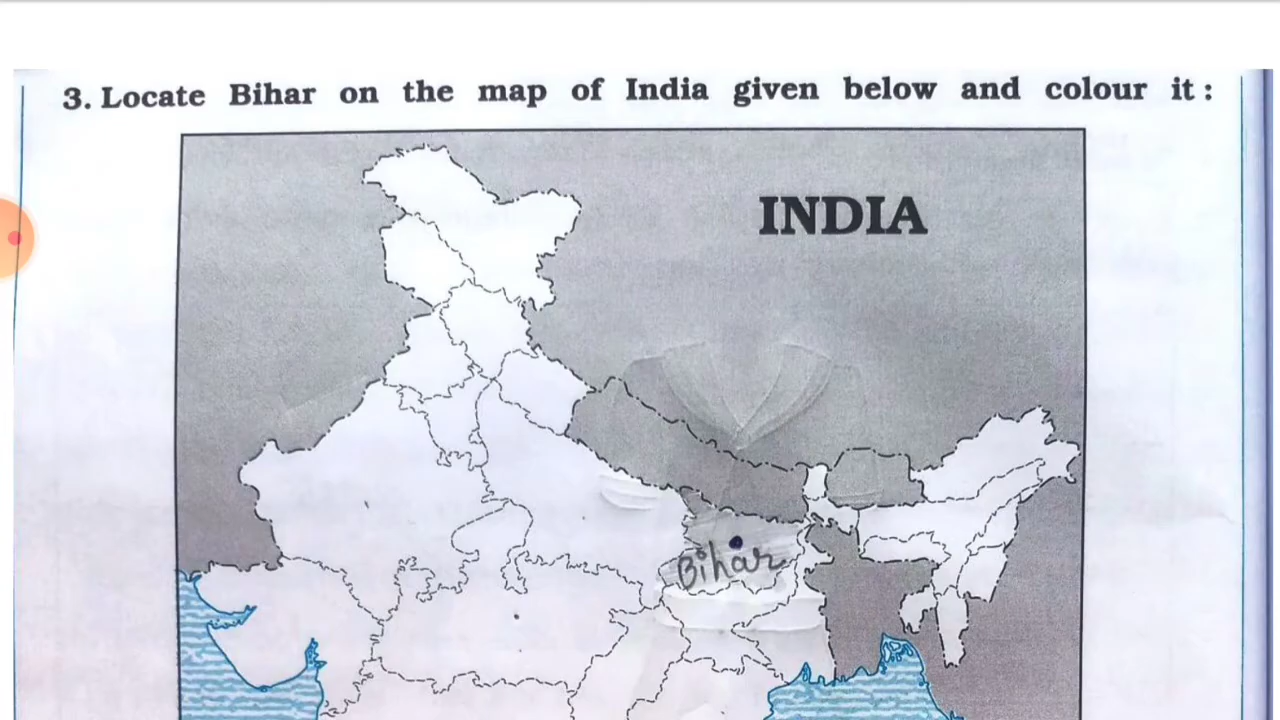 3. Locate Bihar on the map of India given below and colour it :
INDIA
Bihar